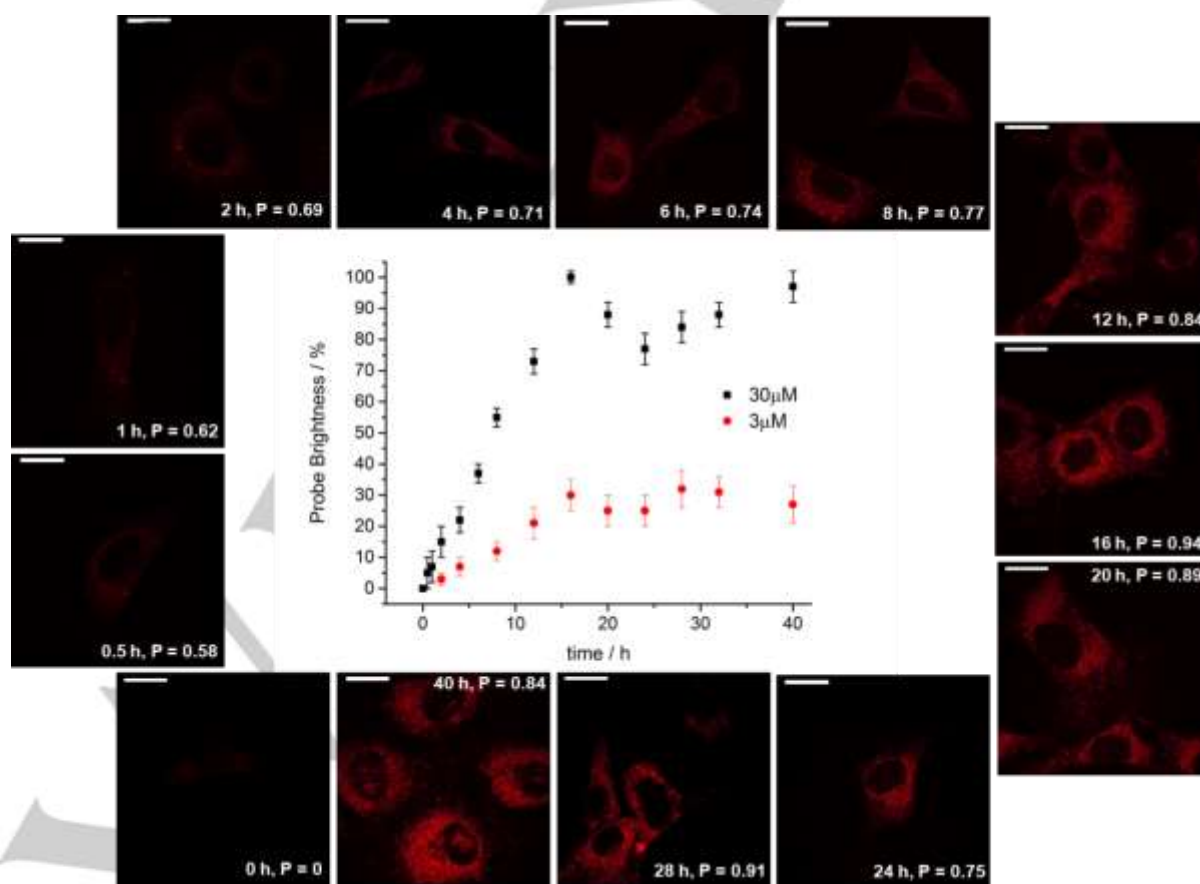 2 h, P = 0.69
4 h, P = 0.71
6 h, P = 0.74
8 h, P = 0.77
12 h, P = 0.84
1 h, P = 0.62
16 h, P = 0.94
0.5 h, P = 0.58
20 h, P = 0.89
0 h, P = 0
40 h, P = 0.84
28 h, P = 0.91
24 h, P = 0.75
Probe Brightness / %
100
90
80
70
60
50
40
30
20
10
0
30μM
3μM
0
10
20
30
40
time / h